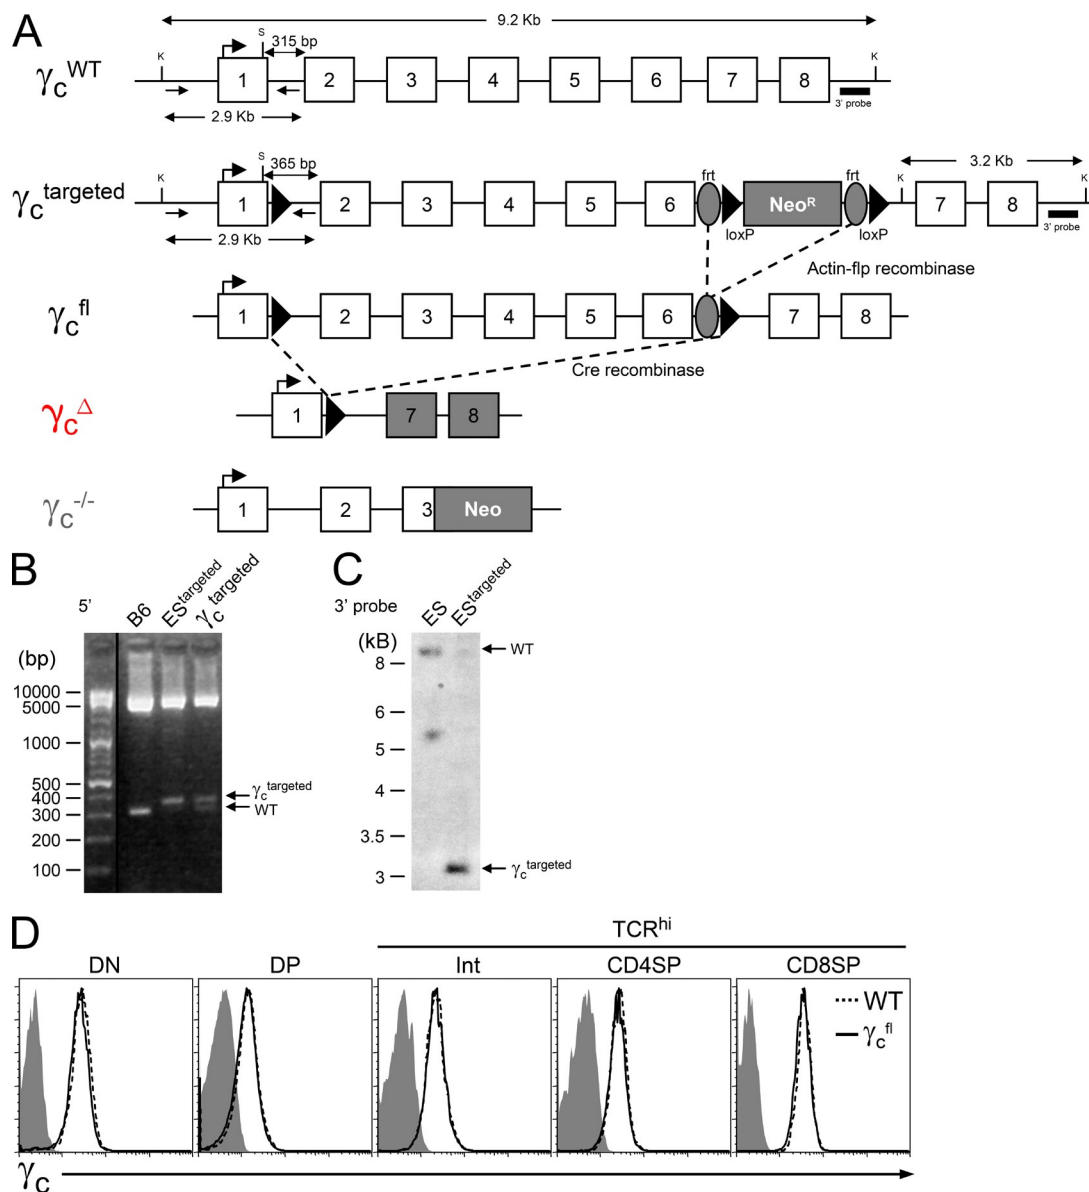 A
9.2 Kb
γc WT
K
S
315 bp
K
1 2 3 4 5 6 7 8
3' probe
2.9 Kb
γc targeted
K
S
365 bp
frt
frt
K
3.2 Kb
K
1 2 3 4 5 6 Neo R 7 8
loxP
loxP
3' probe
2.9 Kb
Actin-flp recombinase
γc fl
1 2 3 4 5 6 7 8
Cre recombinase
γc Δ
1 7 8
γc -/-
1 2 3 Neo
B
5'
B6
ES targeted
γc targeted
(bp)
10000
5000
1000
500
400
300
200
100
γc targeted
WT
C
3' probe
ES
ES targeted
(kB)
8
6
5
4
3.5
3
WT
γc targeted
D
TCR hi
DN DP Int CD4SP CD8SP
WT
γc fl
γc